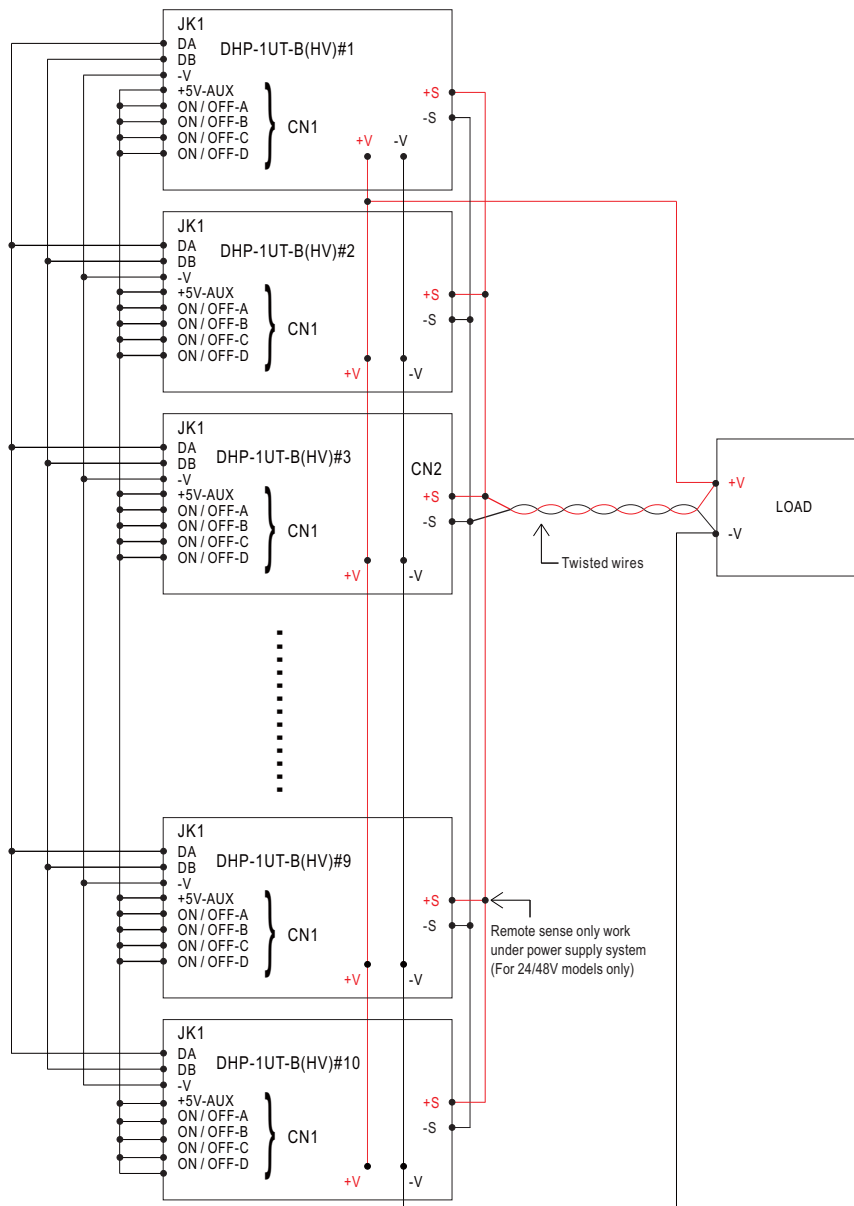 JK1
DA
DHP-1UT-B(HV)#1
DB
-V
+5V-AUX
+S
ON / OFF-A
-S
ON / OFF-B
CN1
ON / OFF-C
+V
-V
ON / OFF-D
JK1
DA
DHP-1UT-B(HV)#2
DB
-V
+5V-AUX
+S
ON / OFF-A
-S
ON / OFF-B
CN1
ON / OFF-C
ON / OFF-D
+V
-V
JK1
DA
DHP-1UT-B(HV)#3
DB
CN2
-V
+5V-AUX
+S
ON / OFF-A
-S
ON / OFF-B
CN1
ON / OFF-C
ON / OFF-D
+V
-V
+V
LOAD
-V
Twisted wires
JK1
DA
DHP-1UT-B(HV)#9
DB
-V
+5V-AUX
+S
ON / OFF-A
-S
ON / OFF-B
CN1
ON / OFF-C
ON / OFF-D
+V
-V
Remote sense only work
under power supply system
(For 24/48V models only)
JK1
DA
DHP-1UT-B(HV)#10
DB
-V
+5V-AUX
+S
ON / OFF-A
-S
ON / OFF-B
CN1
ON / OFF-C
ON / OFF-D
+V
-V